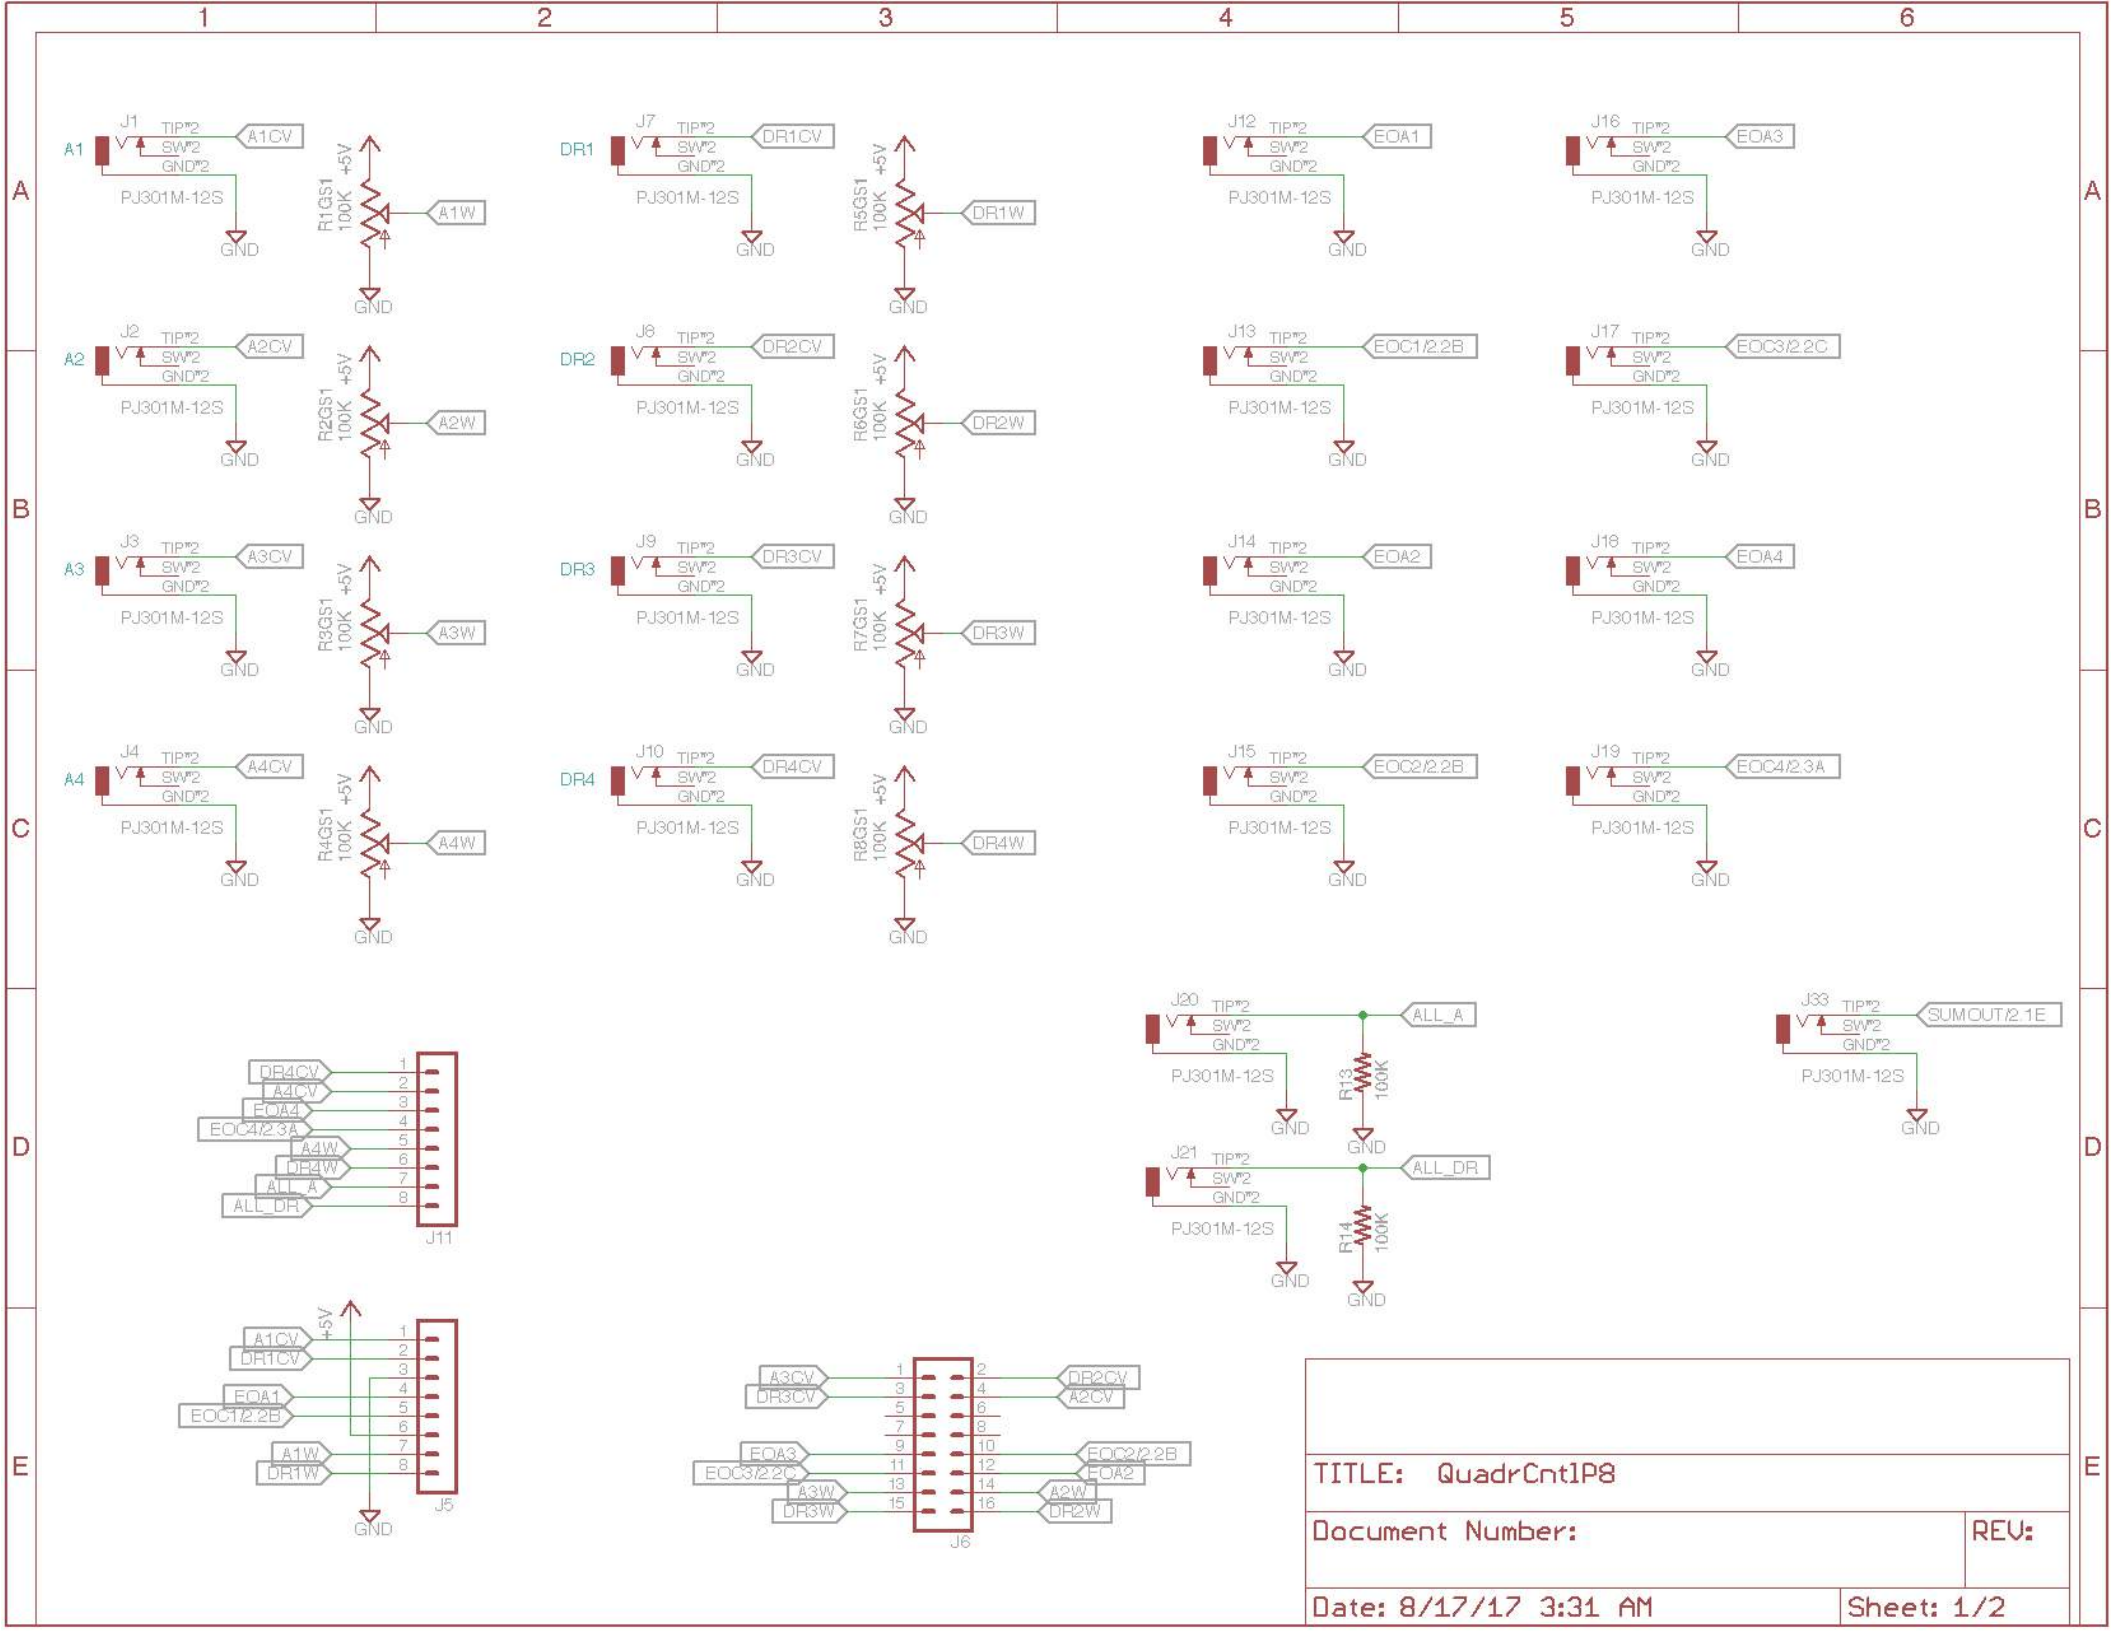 1 2 3 4 5 6
A A
B B
C C
D D
E E
A1 J1 TIP"2 SW"2 GND"2 PJ301M-12S A1CV GND
R1GS1 100K +5V A1W GND
DR1 J7 TIP"2 SW"2 GND"2 PJ301M-12S DR1CV GND
R5GS1 100K +5V DR1W GND
J12 TIP"2 SW"2 GND"2 PJ301M-12S EOA1 GND
J16 TIP"2 SW"2 GND"2 PJ301M-12S EOA3 GND
A2 J2 TIP"2 SW"2 GND"2 PJ301M-12S A2CV GND
R2GS1 100K +5V A2W GND
DR2 J8 TIP"2 SW"2 GND"2 PJ301M-12S DR2CV GND
R6GS1 100K +5V DR2W GND
J13 TIP"2 SW"2 GND"2 PJ301M-12S EOC1/2.2B GND
J17 TIP"2 SW"2 GND"2 PJ301M-12S EOC3/2.2C GND
A3 J3 TIP"2 SW"2 GND"2 PJ301M-12S A3CV GND
R3GS1 100K +5V A3W GND
DR3 J9 TIP"2 SW"2 GND"2 PJ301M-12S DR3CV GND
R7GS1 100K +5V DR3W GND
J14 TIP"2 SW"2 GND"2 PJ301M-12S EOA2 GND
J18 TIP"2 SW"2 GND"2 PJ301M-12S EOA4 GND
A4 J4 TIP"2 SW"2 GND"2 PJ301M-12S A4CV GND
R4GS1 100K +5V A4W GND
DR4 J10 TIP"2 SW"2 GND"2 PJ301M-12S DR4CV GND
R8GS1 100K +5V DR4W GND
J15 TIP"2 SW"2 GND"2 PJ301M-12S EOC2/2.2B GND
J19 TIP"2 SW"2 GND"2 PJ301M-12S EOC4/2.3A GND
J20 TIP"2 SW"2 GND"2 PJ301M-12S ALL_A GND
R13 100K GND
J33 TIP"2 SW"2 GND"2 PJ301M-12S SUMOUT/2.1E GND
J21 TIP"2 SW"2 GND"2 PJ301M-12S ALL_DR GND
R14 100K GND
DR4CV 1
A4CV 2
EOA4 3
EOC4/2.3A 4
A4W 5
DR4W 6
ALL_A 7
ALL_DR 8
J11
+5V
A1CV 1
DR1CV 2
3
EOA1 4
EOC1/2.2B 5
6
A1W 7
DR1W 8
J5
GND
A3CV 1 2 DR2CV
DR3CV 3 4 A2CV
5 6
7 8
EOA3 9 10 EOC2/2.2B
EOC3/2.2C 11 12 EOA2
A3W 13 14 A2W
DR3W 15 16 DR2W
J6
TITLE: QuadrCntlP8
Document Number:
REV:
Date: 8/17/17 3:31 AM
Sheet: 1/2